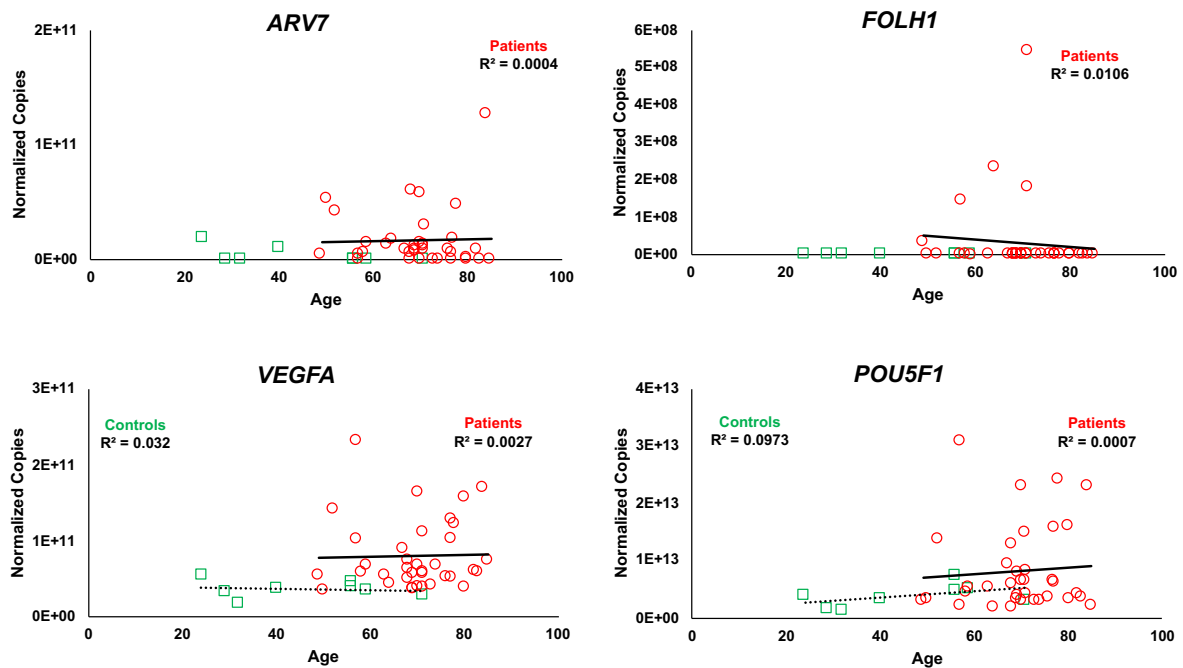 ARV7
Patients
R² = 0.0004
Normalized Copies
2E+11
1E+11
0E+00
0 20 40 60 80 100
Age
FOLH1
Patients
R² = 0.0106
Normalized Copies
6E+08
5E+08
4E+08
3E+08
2E+08
1E+08
0E+00
0 20 40 60 80 100
Age
VEGFA
Controls
R² = 0.032
Patients
R² = 0.0027
Normalized Copies
3E+11
2E+11
1E+11
0E+00
0 20 40 60 80 100
Age
POU5F1
Controls
R² = 0.0973
Patients
R² = 0.0007
Normalized Copies
4E+13
3E+13
2E+13
1E+13
0E+00
0 20 40 60 80 100
Age